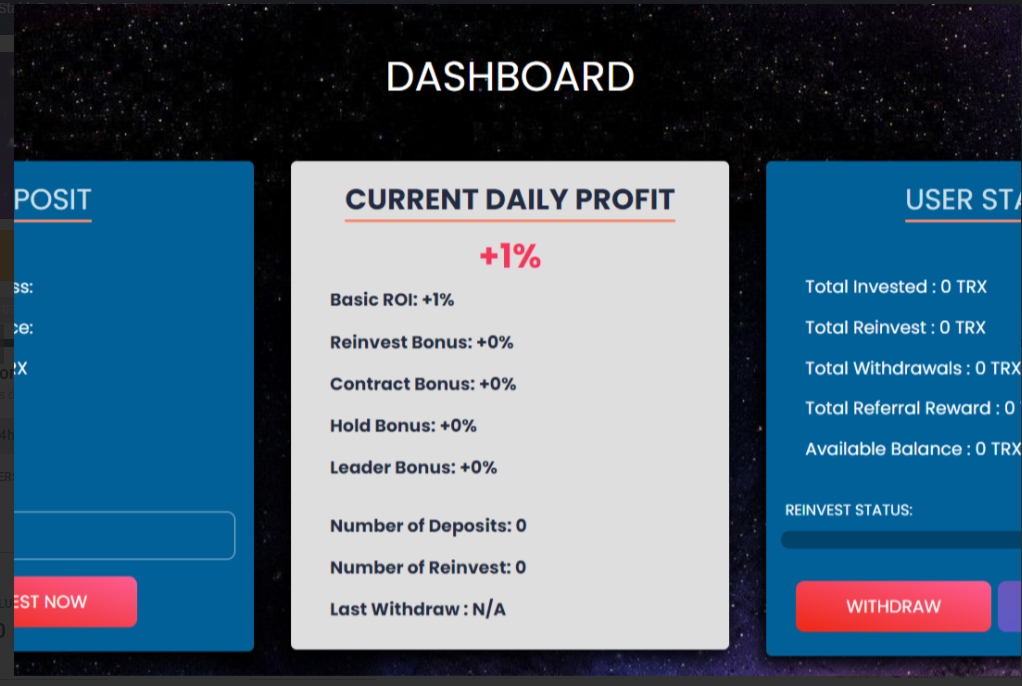 DASHBOARD
POSIT
ss:
ce:
RX
EST NOW
CURRENT DAILY PROFIT
+1%
Basic ROI: +1%
Reinvest Bonus: +0%
Contract Bonus: +0%
Hold Bonus: +0%
Leader Bonus: +0%
Number of Deposits: 0
Number of Reinvest: 0
Last Withdraw : N/A
USER STA
Total Invested : 0 TRX
Total Reinvest : 0 TRX
Total Withdrawals : 0 TRX
Total Referral Reward : 0
Available Balance : 0 TRX
REINVEST STATUS:
WITHDRAW